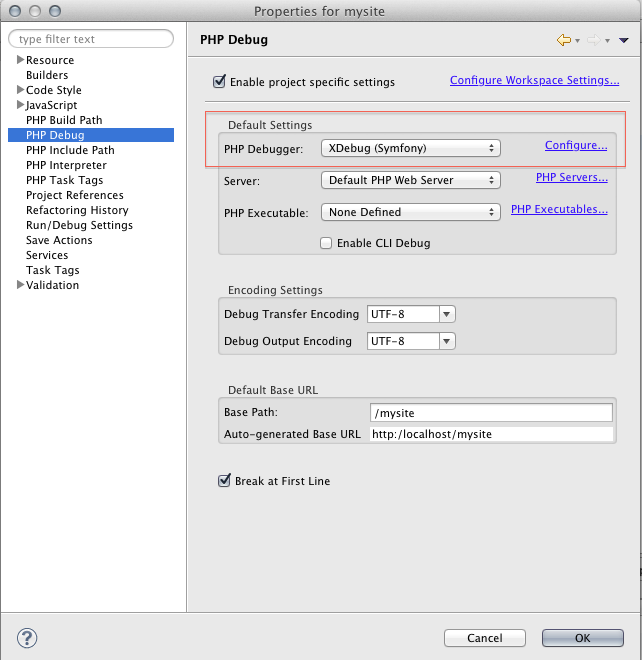 Properties for mysite
type filter text
Resource
Builders
Code Style
JavaScript
PHP Build Path
PHP Debug
PHP Include Path
PHP Interpreter
PHP Task Tags
Project References
Refactoring History
Run/Debug Settings
Save Actions
Services
Task Tags
Validation
PHP Debug
Enable project specific settings Configure Workspace Settings...
Default Settings
PHP Debugger: XDebug (Symfony) Configure...
Server: Default PHP Web Server PHP Servers...
PHP Executable: None Defined PHP Executables...
Enable CLI Debug
Encoding Settings
Debug Transfer Encoding UTF-8
Debug Output Encoding UTF-8
Default Base URL
Base Path: /mysite
Auto-generated Base URL http:/localhost/mysite
Break at First Line
? Cancel OK